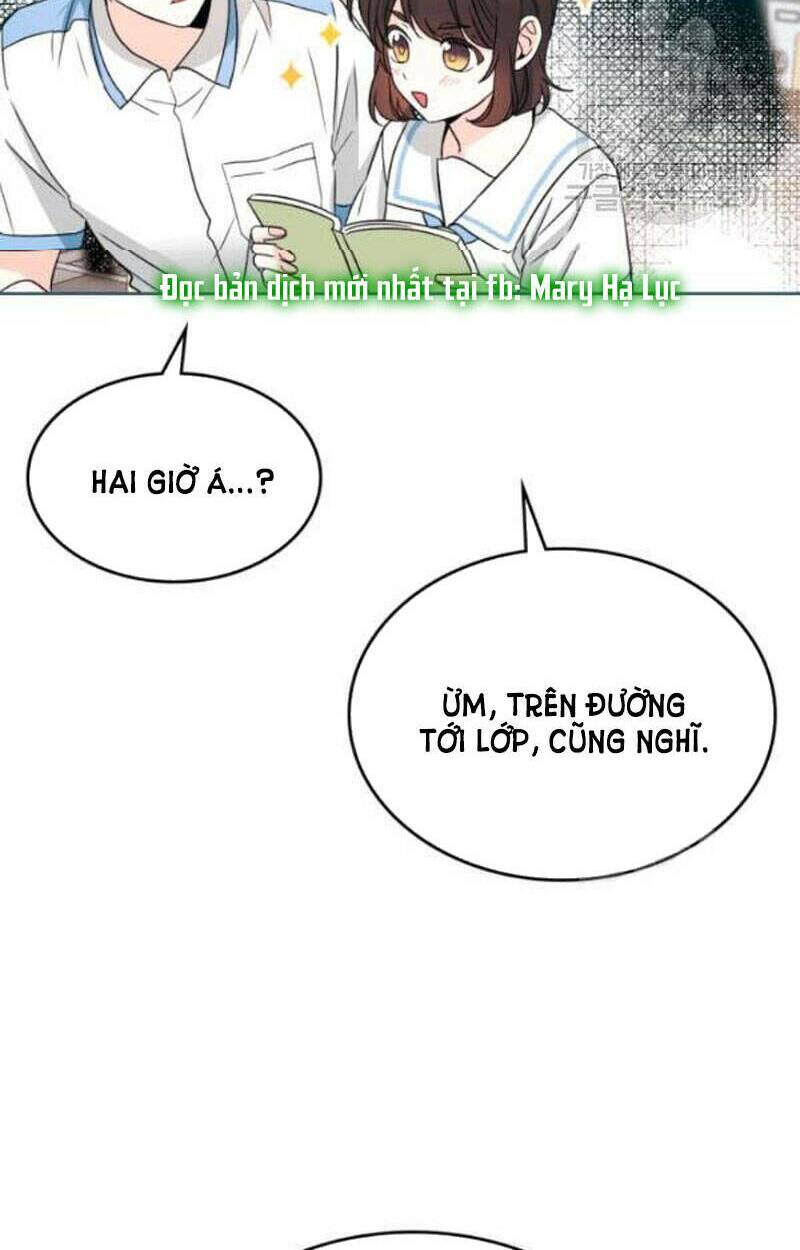 Đọc bản dịch mới nhất tại fb: Mary Hạ Lục
HAI GIỜ Á...?
ỪM, TRÊN ĐƯỜNG
TỚI LỚP, CŨNG NGHĨ.